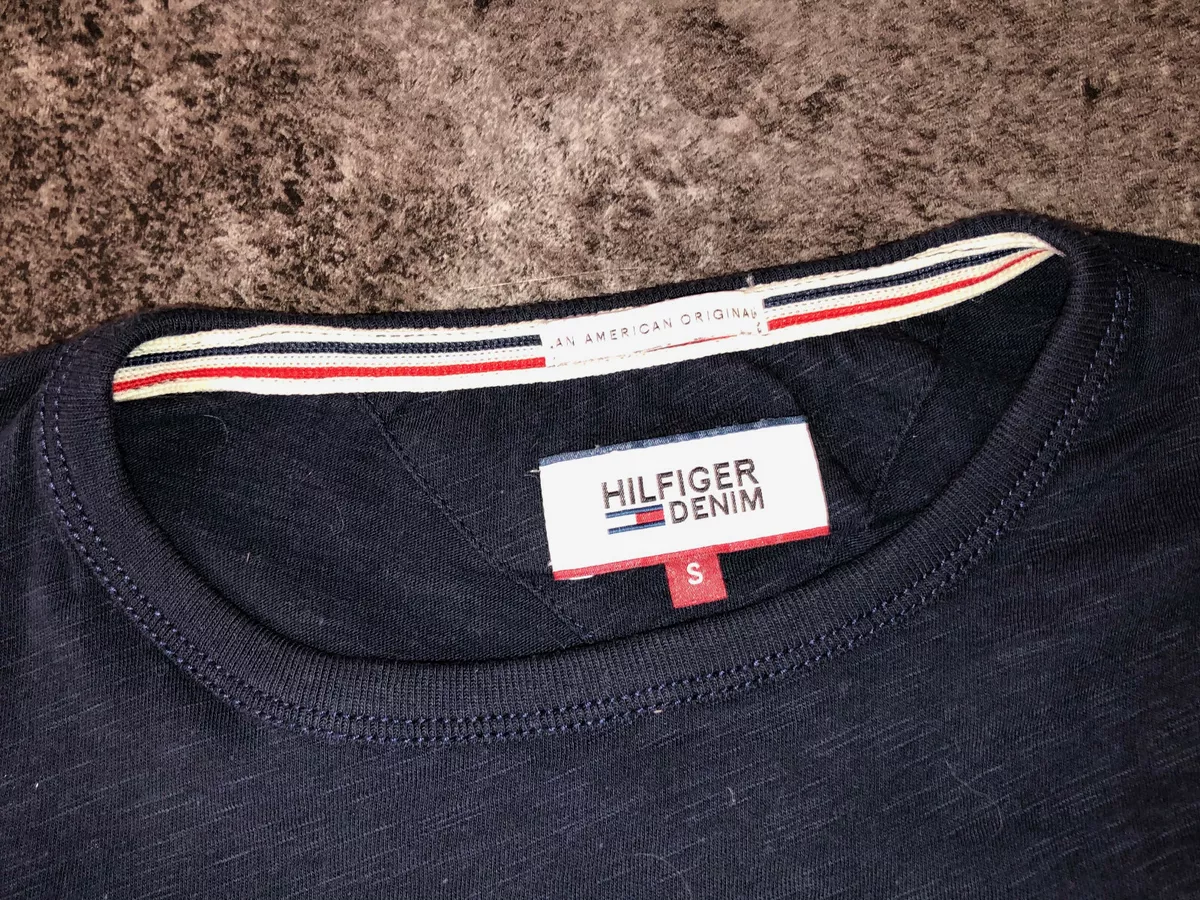 AN AMERICAN ORIGINAL
HILFIGER
DENIM
S